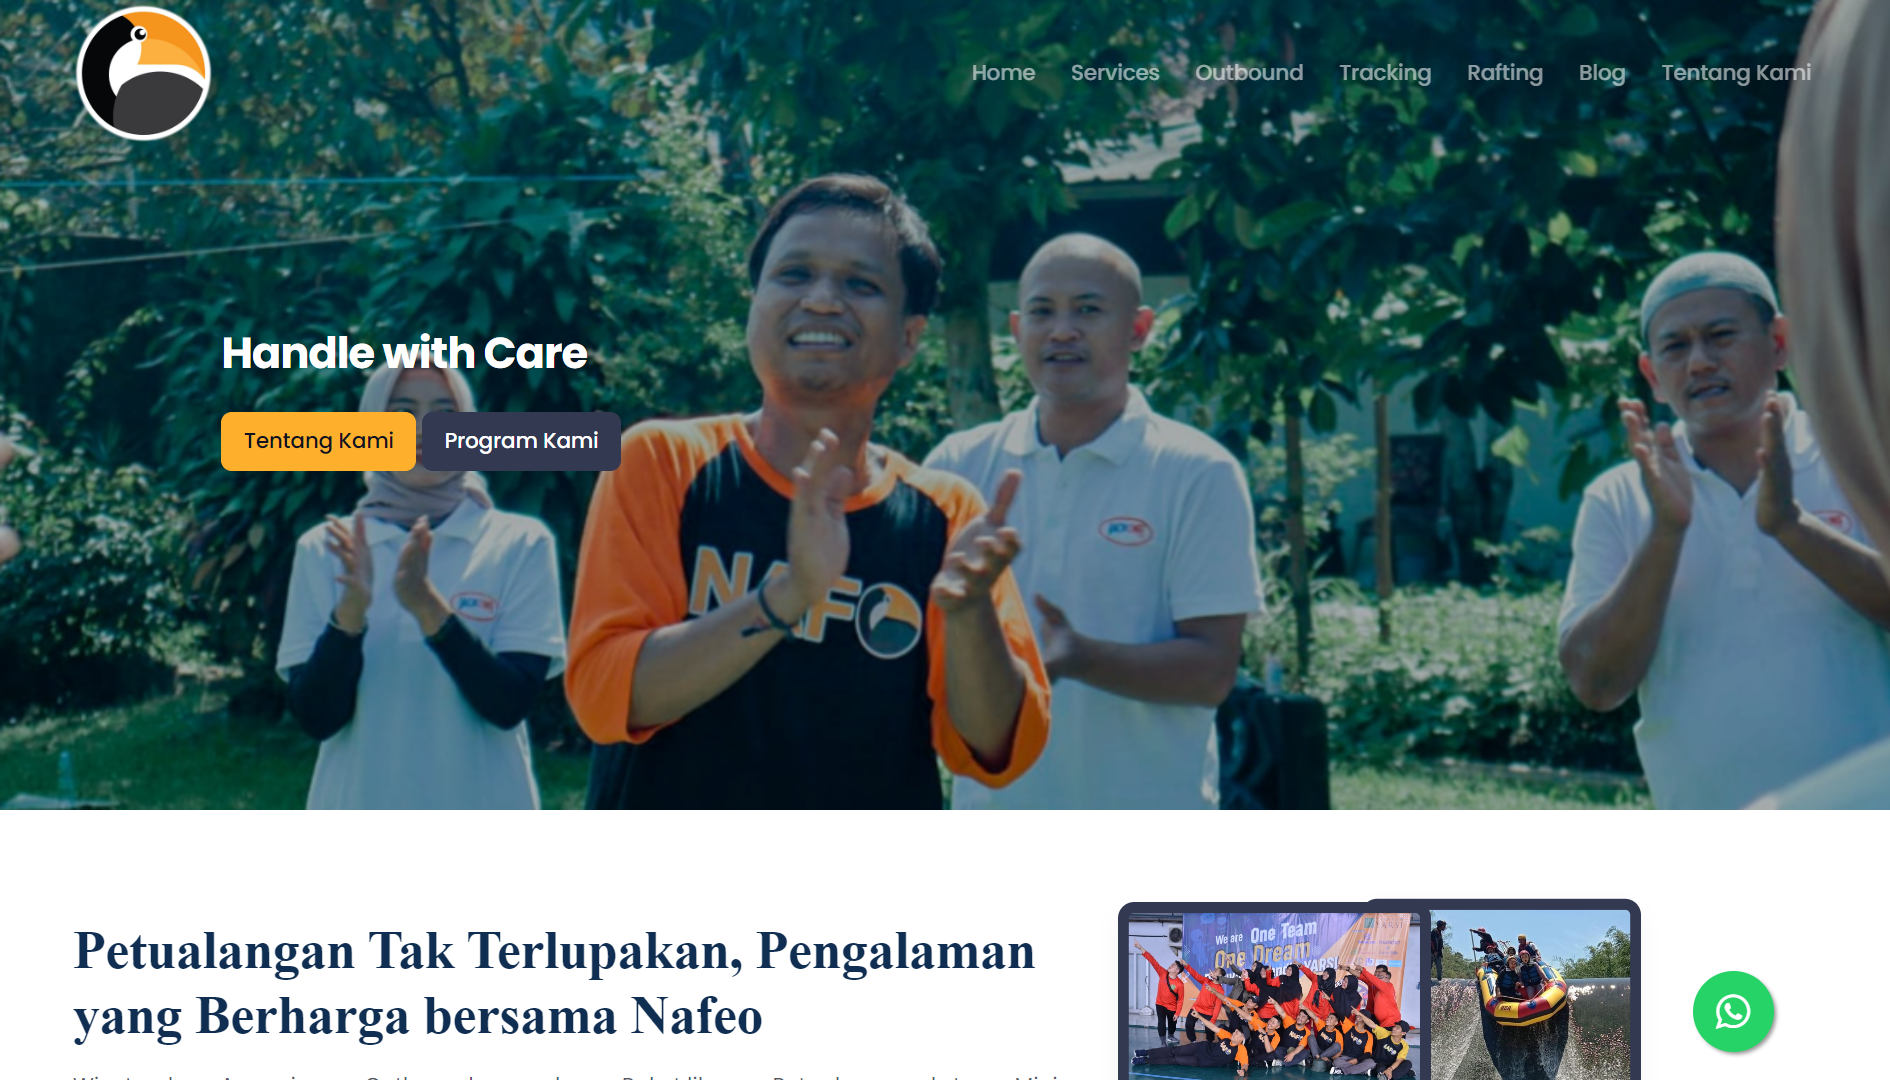 Home Services Outbound Tracking Rafting Blog Tentang Kami
Handle with Care
Tentang Kami Program Kami
NAFO
Petualangan Tak Terlupakan, Pengalaman
yang Berharga bersama Nafeo
We are One Team
One Dream